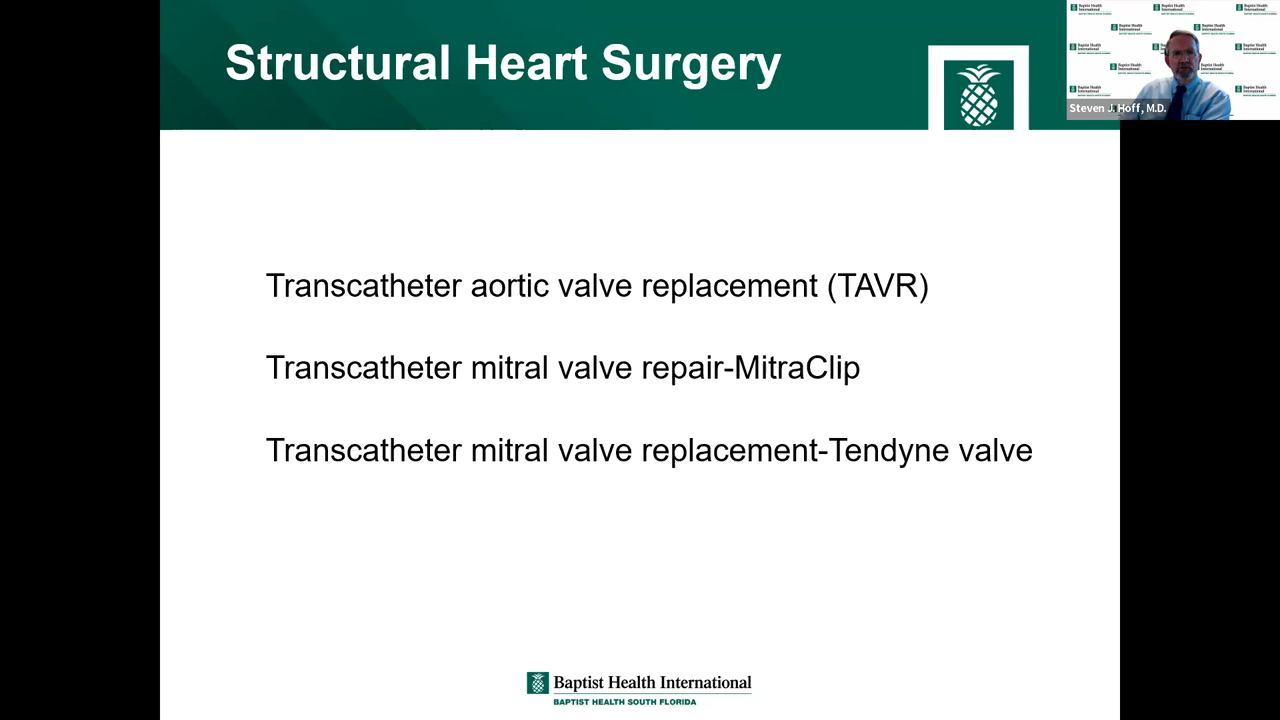 Structural Heart Surgery
Steven J. Hoff, M.D.
Transcatheter aortic valve replacement (TAVR)
Transcatheter mitral valve repair-MitraClip
Transcatheter mitral valve replacement-Tendyne valve
Baptist Health International
BAPTIST HEALTH SOUTH FLORIDA